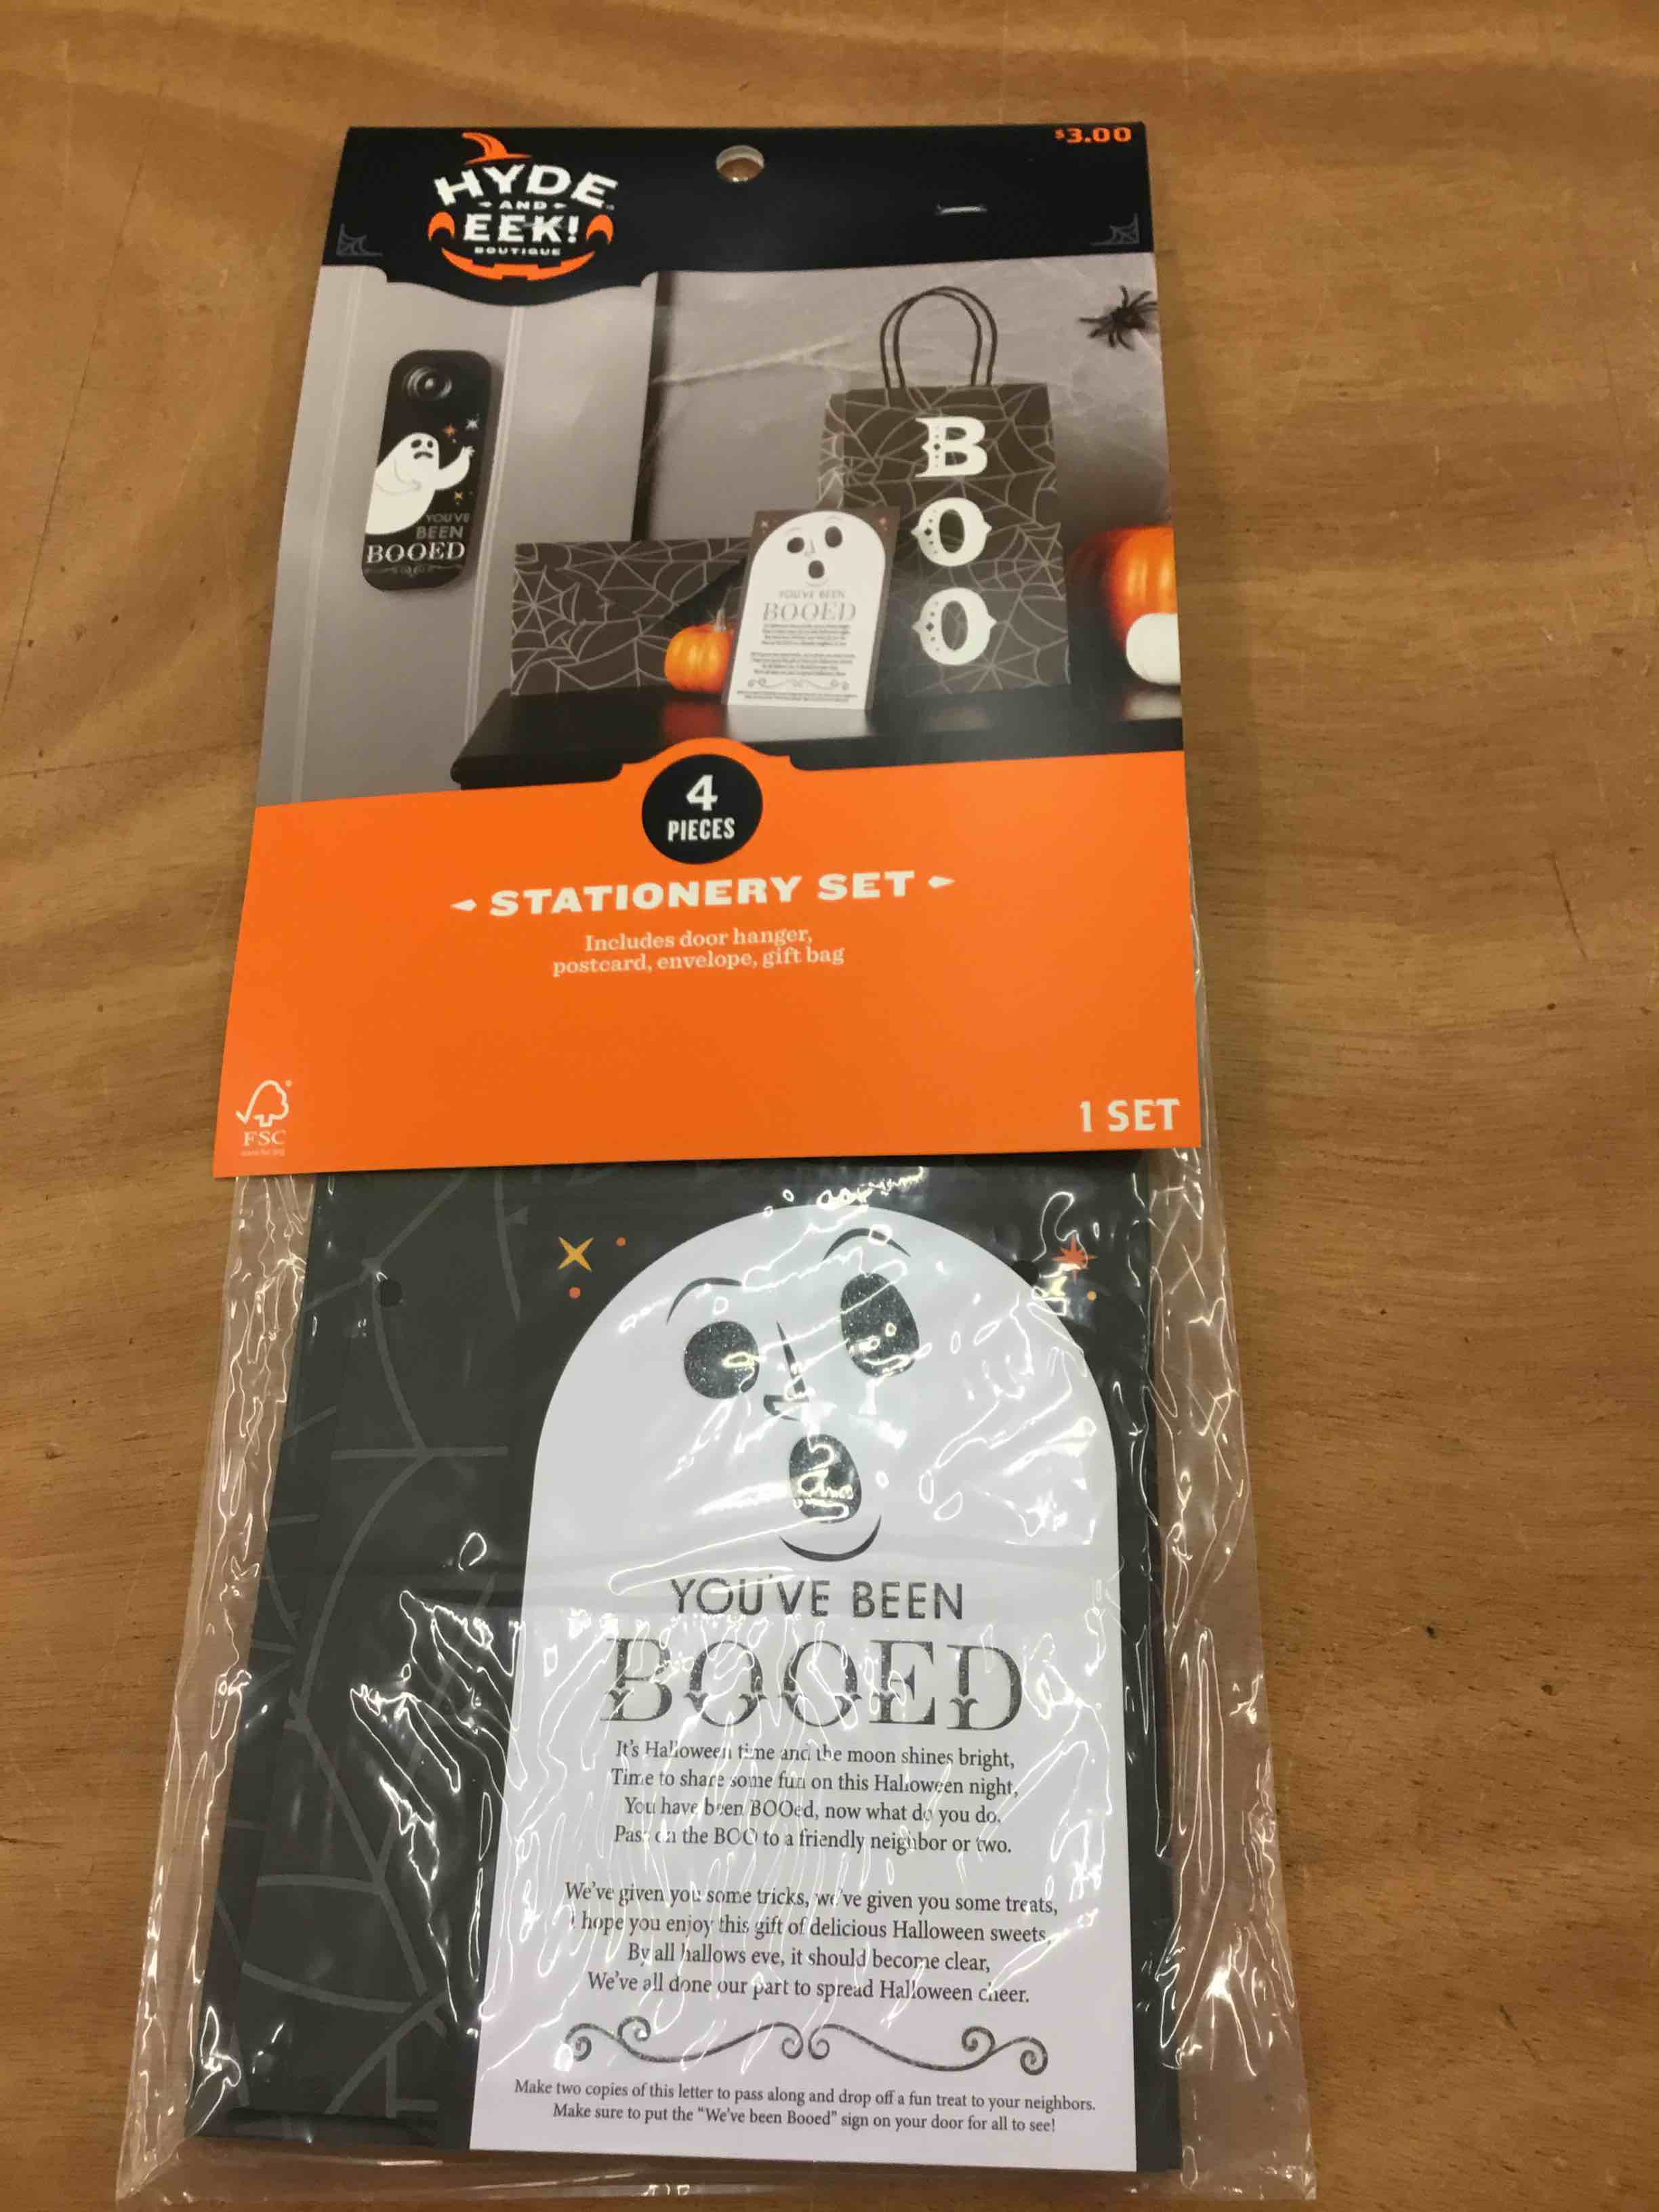 $3.00
HYDE
AND
EEK!
BOUTIQUE
YOU'VE
BEEN
BOOED
B
O
O
YOU'VE BEEN
BOOED
4
PIECES
STATIONERY SET
Includes door hanger,
postcard, envelope, gift bag
FSC
1 SET
YOU'VE BEEN
BOOED
It's Halloween time and the moon shines bright,
Time to share some fun on this Halloween night,
You have been BOOed, now what do you do.
Pass on the BOO to a friendly neighbor or two.
We've given you some tricks, we've given you some treats,
I hope you enjoy this gift of delicious Halloween sweets,
By all hallows eve, it should become clear,
We've all done our part to spread Halloween cheer.
Make two copies of this letter to pass along and drop off a fun treat to your neighbors.
Make sure to put the "We've been Booed" sign on your door for all to see!